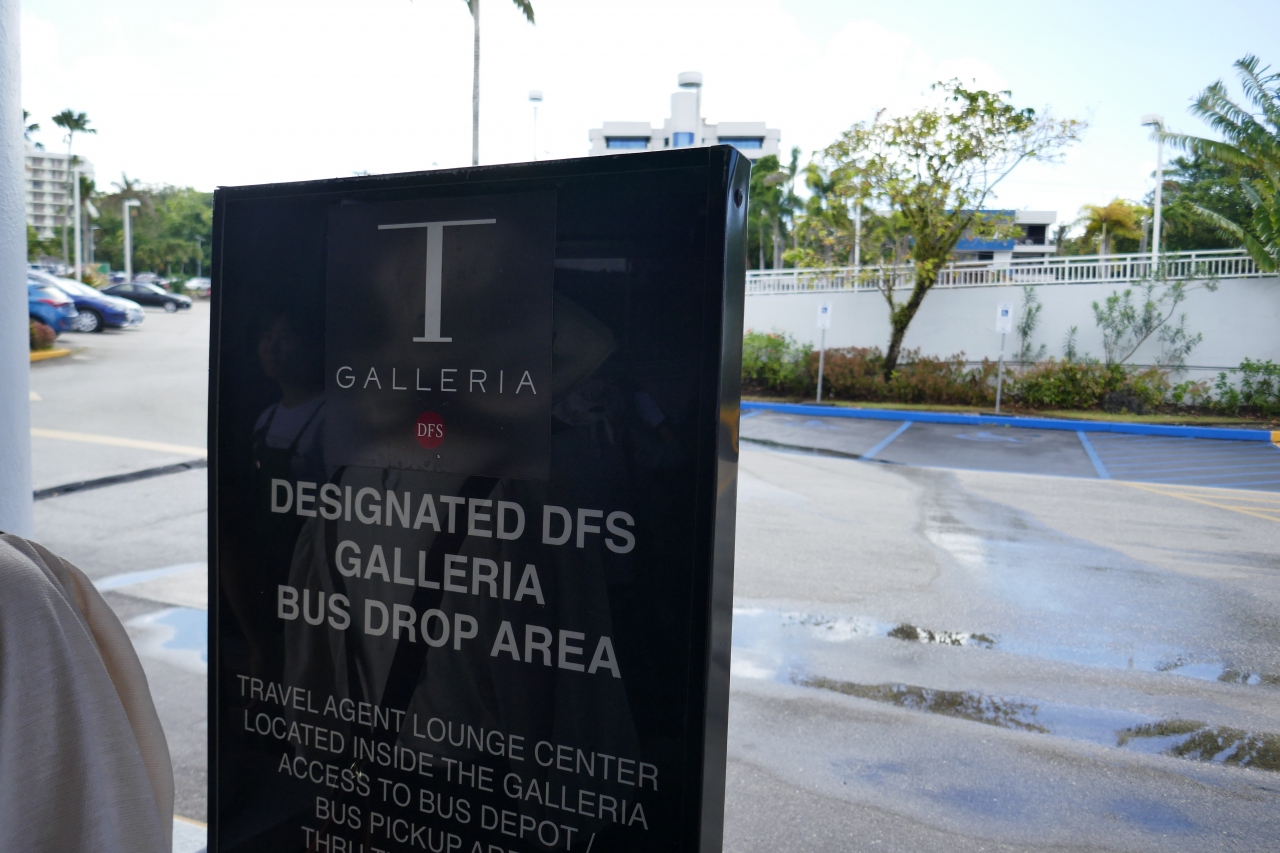 T
GALLERIA
DFS
DESIGNATED DFS
GALLERIA
BUS DROP AREA
TRAVEL AGENT LOUNGE CENTER
LOCATED INSIDE THE GALLERIA
ACCESS TO BUS DEPOT /
BUS PICKUP